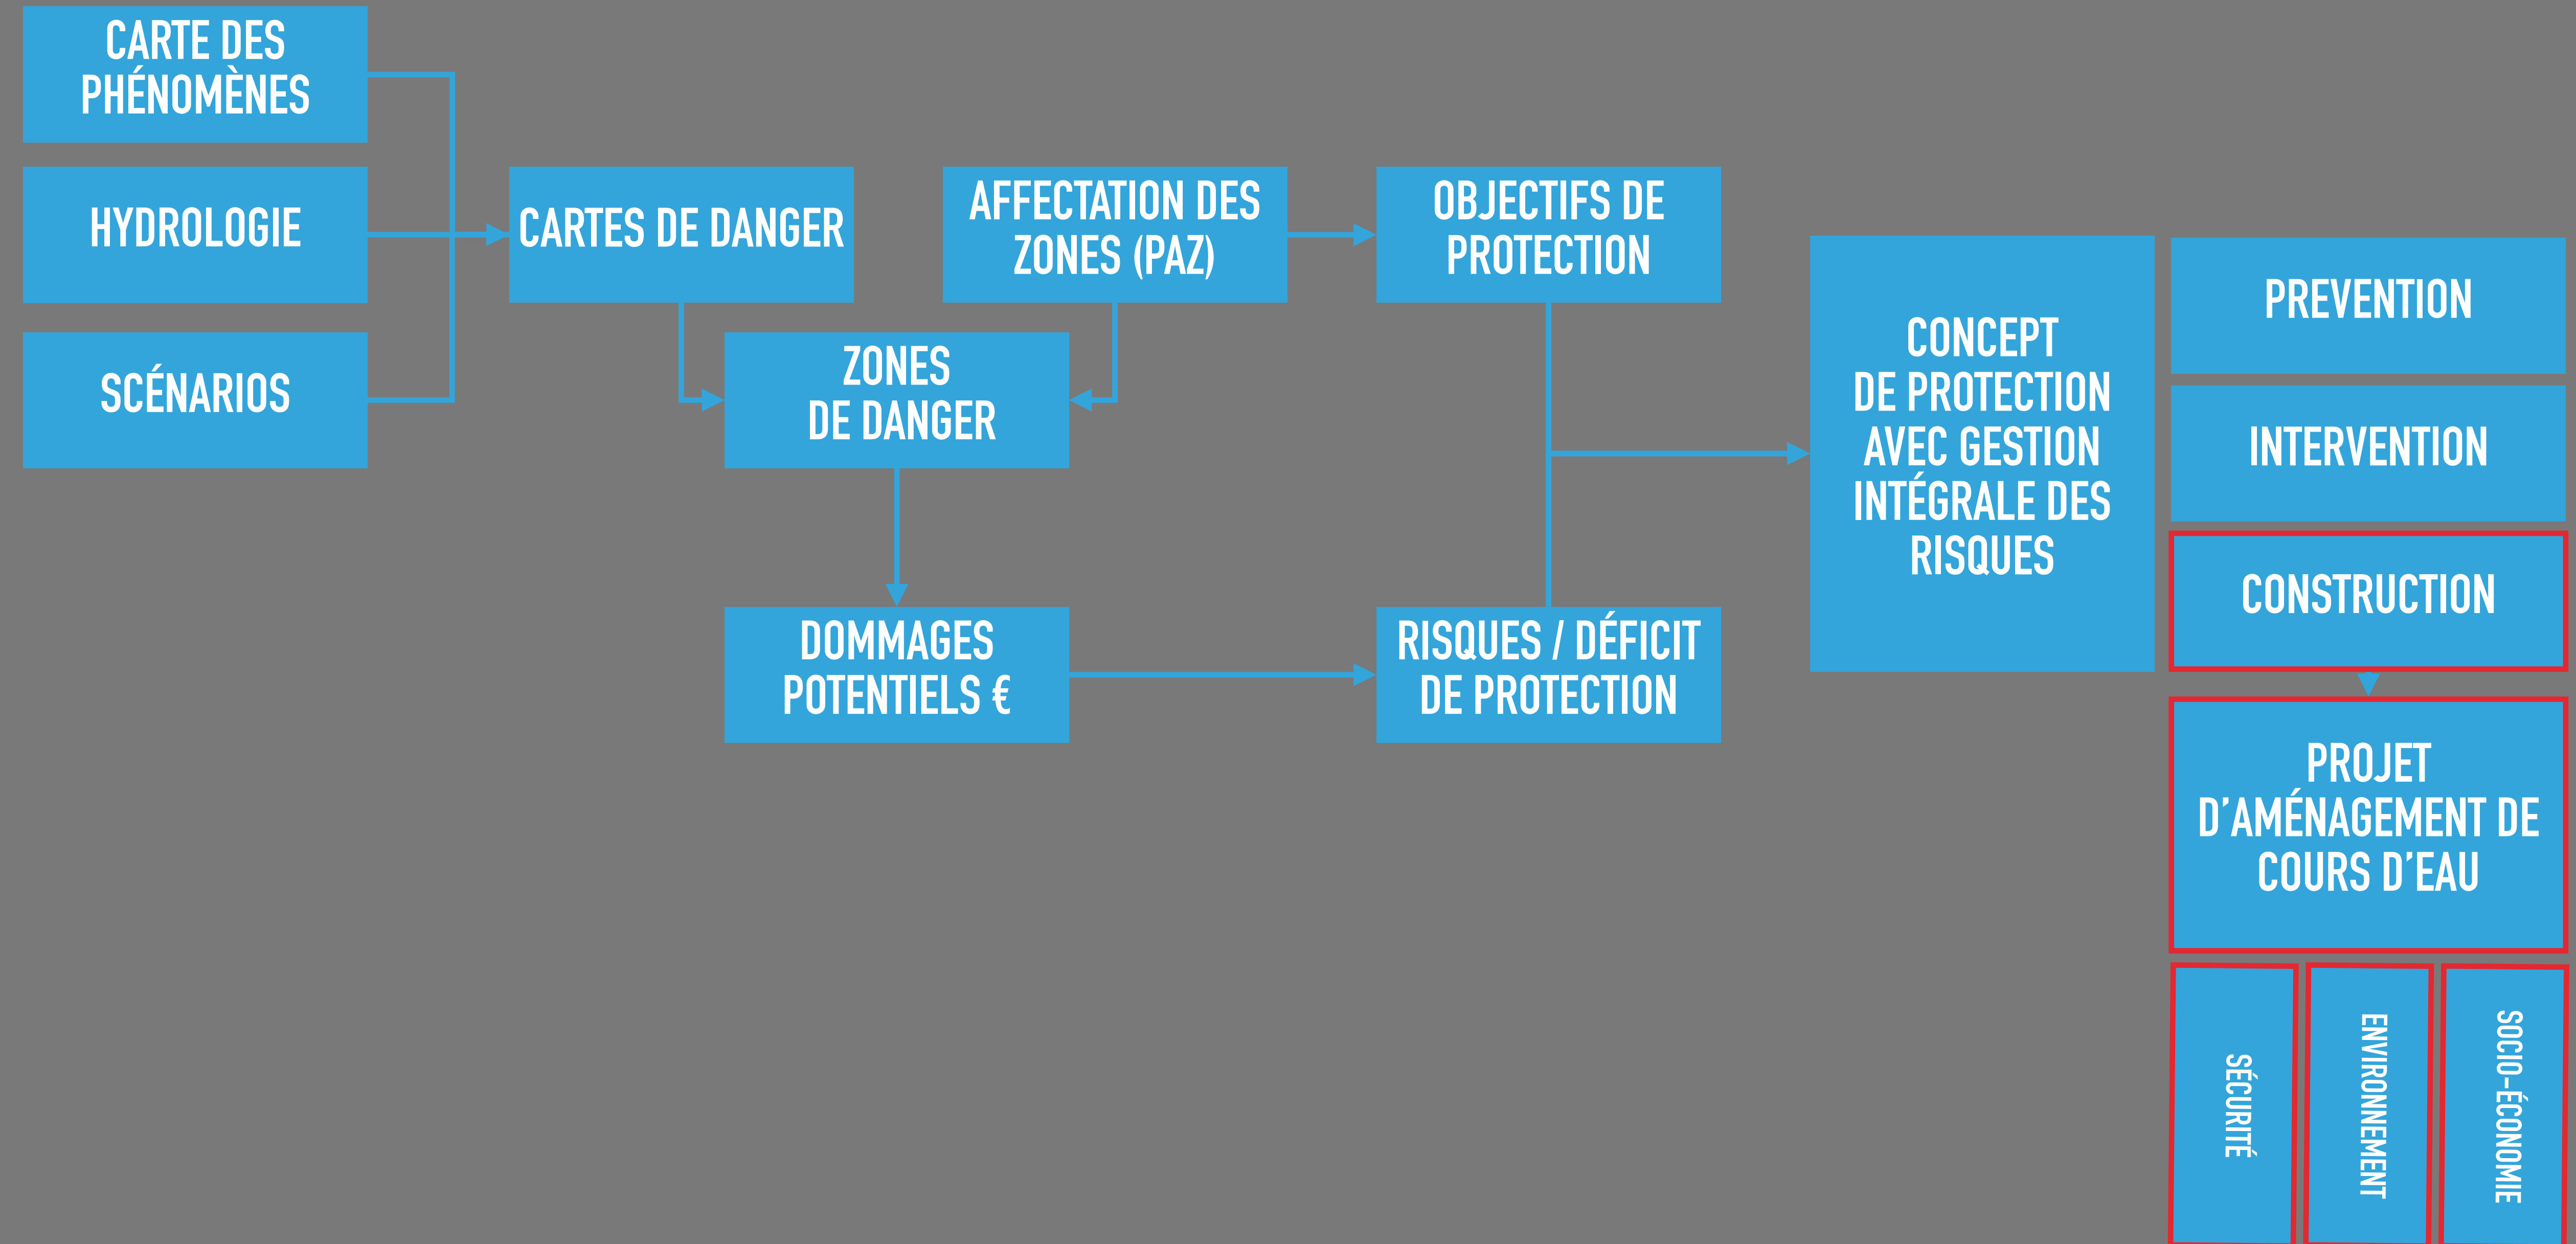 CARTE DES
PHÉNOMÈNES
HYDROLOGIE
SCÉNARIOS
CARTES DE DANGER
AFFECTATION DES
ZONES (PAZ)
OBJECTIFS DE
PROTECTION
ZONES
DE DANGER
DOMMAGES
POTENTIELS €
RISQUES / DÉFICIT
DE PROTECTION
CONCEPT
DE PROTECTION
AVEC GESTION
INTÉGRALE DES
RISQUES
PREVENTION
INTERVENTION
CONSTRUCTION
PROJET
D'AMÉNAGEMENT DE
COURS D'EAU
SÉCURITÉ
ENVIRONNEMENT
SOCIO-ÉCONOMIE